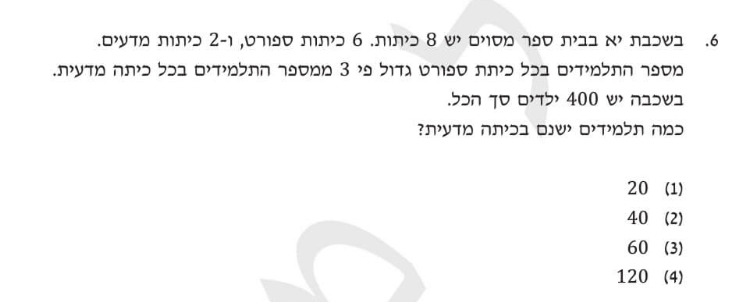 6. בשכבת יא בבית ספר מסוים יש 8 כיתות. 6 כיתות ספורט, ו-2 כיתות מדעים.
מספר התלמידים בכל כיתת ספורט גדול פי 3 ממספר התלמידים בכל כיתה מדעית.
בשכבה יש 400 ילדים סך הכל.
כמה תלמידים ישנם בכיתה מדעית?
(1) 20
(2) 40
(3) 60
(4) 120